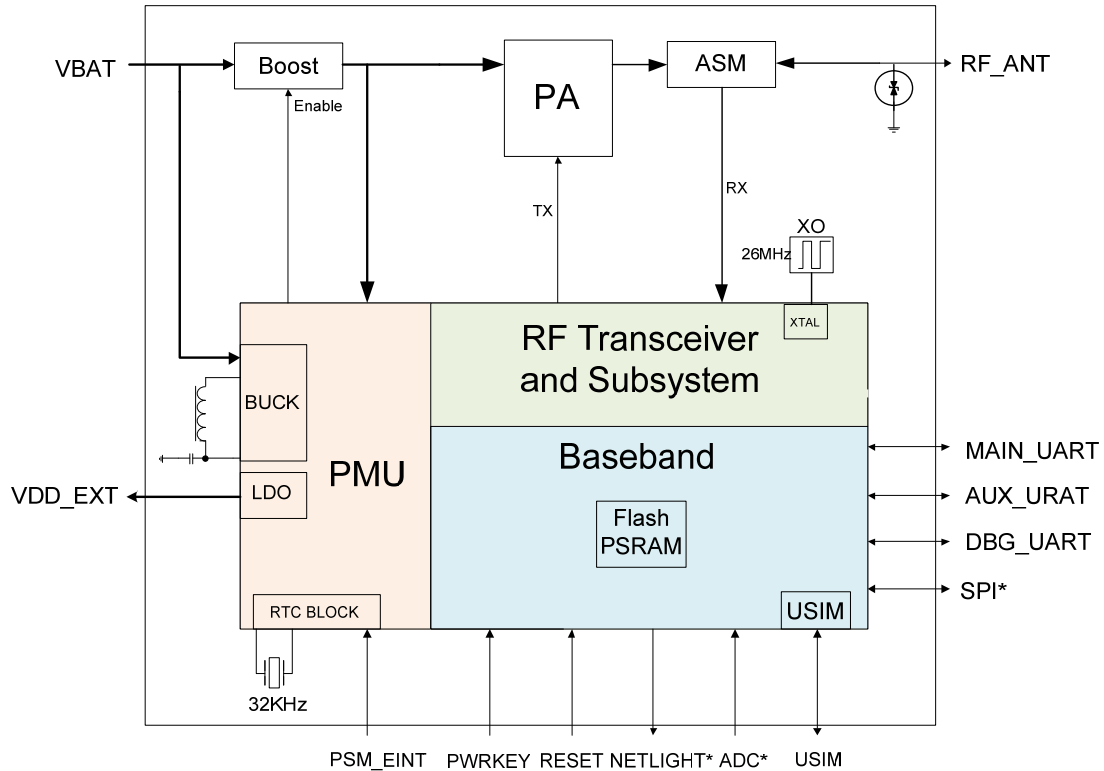 VBAT
Boost
Enable
PA
ASM
RF_ANT
TX
RX
XO
26MHz
XTAL
RF Transceiver
and Subsystem
BUCK
PMU
LDO
VDD_EXT
RTC BLOCK
32KHz
Baseband
Flash
PSRAM
USIM
MAIN_UART
AUX_URAT
DBG_UART
SPI*
PSM_EINT
PWRKEY
RESET
NETLIGHT*
ADC*
USIM